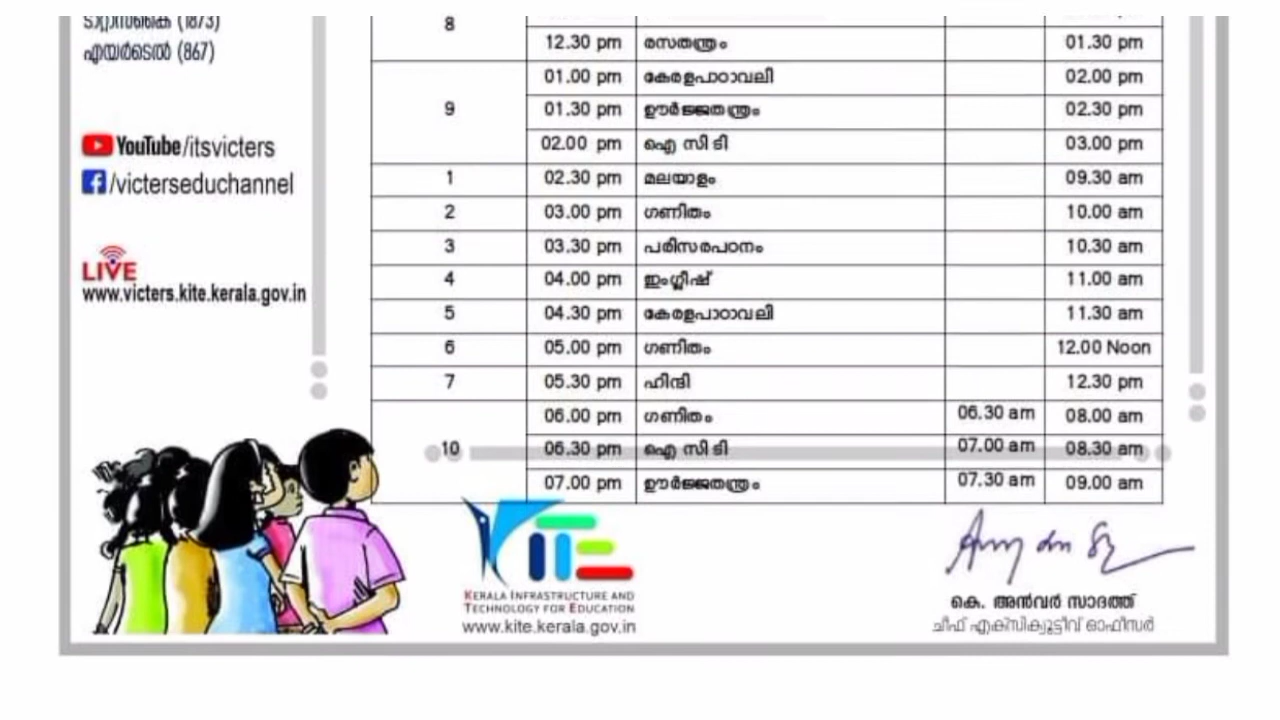 ടാറ്റാസ്കൈ (1873)
എയർടെൽ (867)
YouTube/itsvicters
/victerseduchannel
LIVE
www.victers.kite.kerala.gov.in
8
12.30 pm രസതന്ത്രം 01.30 pm
01.00 pm കേരളപാഠാവലി 02.00 pm
9 01.30 pm ഊർജ്ജതന്ത്രം 02.30 pm
02.00 pm ഐ സി ടി 03.00 pm
1 02.30 pm മലയാളം 09.30 am
2 03.00 pm ഗണിതം 10.00 am
3 03.30 pm പരിസരപഠനം 10.30 am
4 04.00 pm ഇംഗ്ലീഷ് 11.00 am
5 04.30 pm കേരളപാഠാവലി 11.30 am
6 05.00 pm ഗണിതം 12.00 Noon
7 05.30 pm ഹിന്ദി 12.30 pm
06.00 pm ഗണിതം 06.30 am 08.00 am
10 06.30 pm ഐ സി ടി 07.00 am 08.30 am
07.00 pm ഊർജ്ജതന്ത്രം 07.30 am 09.00 am
KITE
KERALA INFRASTRUCTURE AND
TECHNOLOGY FOR EDUCATION
www.kite.kerala.gov.in
കെ. അൻവർ സാദത്ത്
ചീഫ് എക്സിക്യൂട്ടീവ് ഓഫീസർ